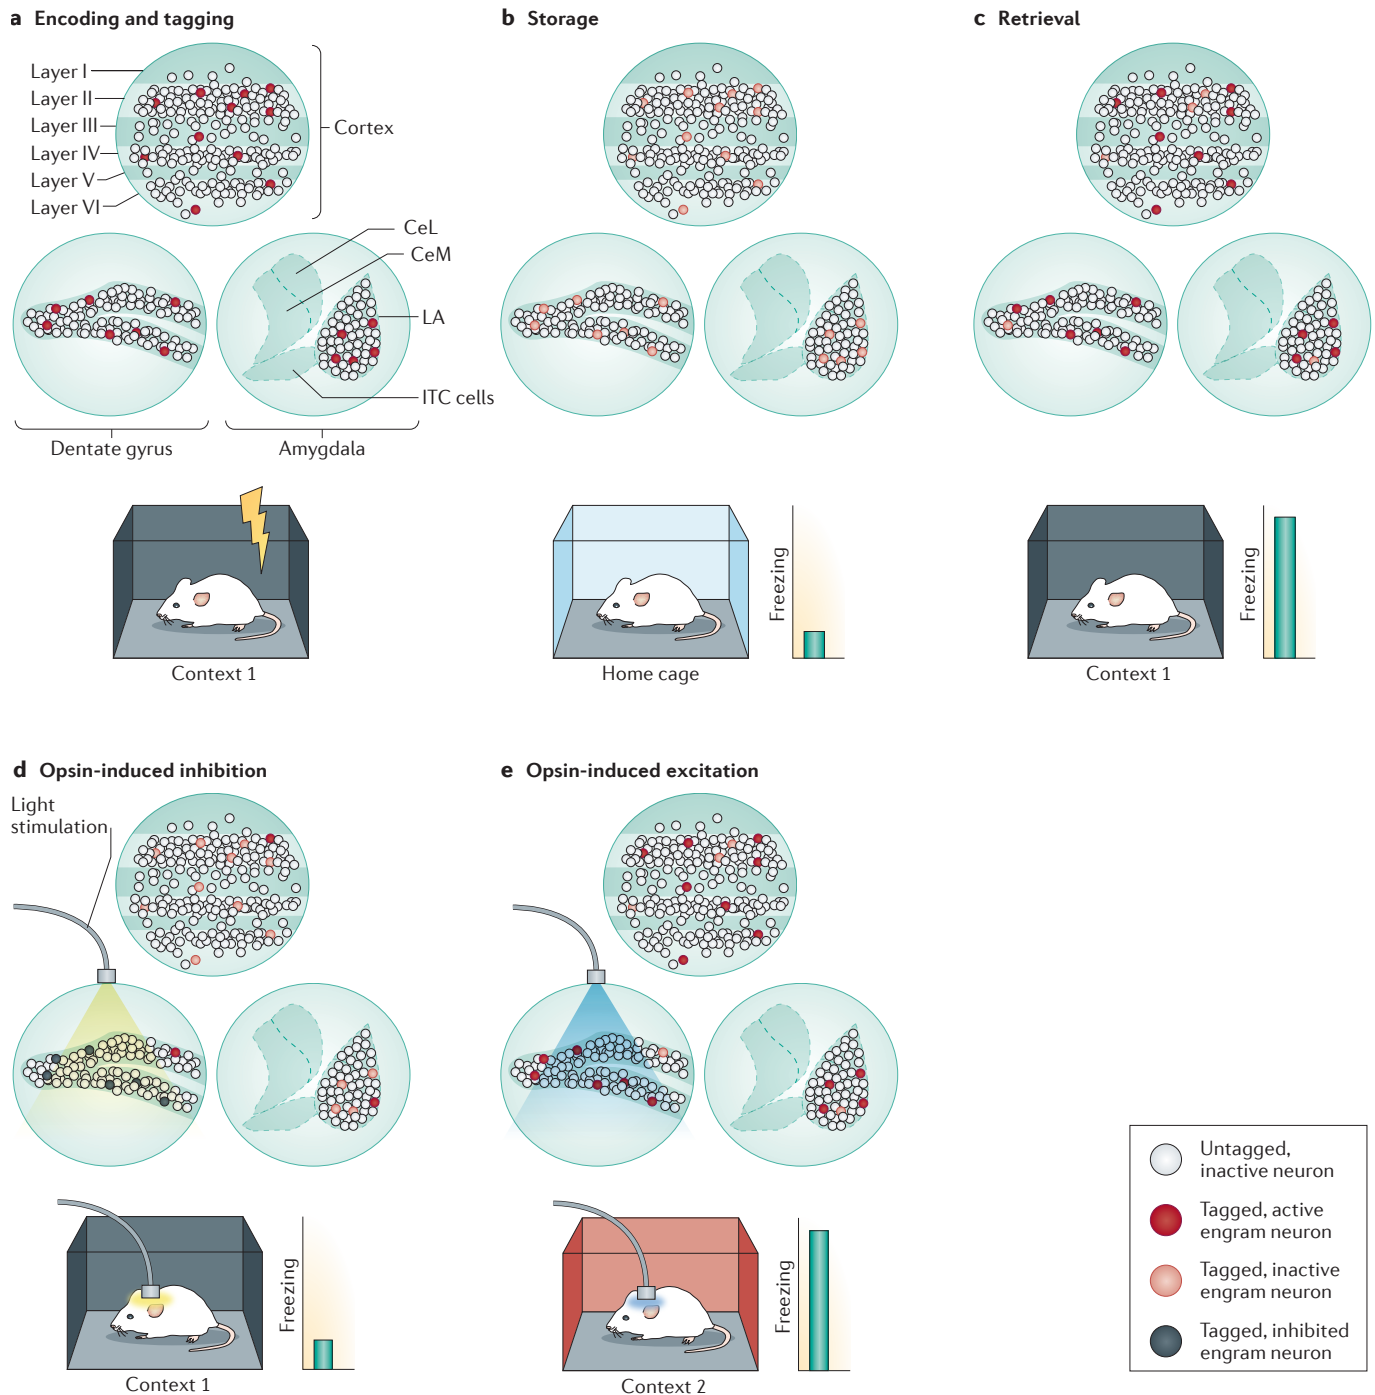 a Encoding and tagging
Layer I
Layer II
Layer III
Layer IV
Layer V
Layer VI
Cortex
CeL
CeM
LA
ITC cells
Dentate gyrus
Amygdala
Context 1
b Storage
Freezing
Home cage
c Retrieval
Freezing
Context 1
d Opsin-induced inhibition
Light
stimulation
Freezing
Context 1
e Opsin-induced excitation
Freezing
Context 2
Untagged,
inactive neuron
Tagged, active
engram neuron
Tagged, inactive
engram neuron
Tagged, inhibited
engram neuron